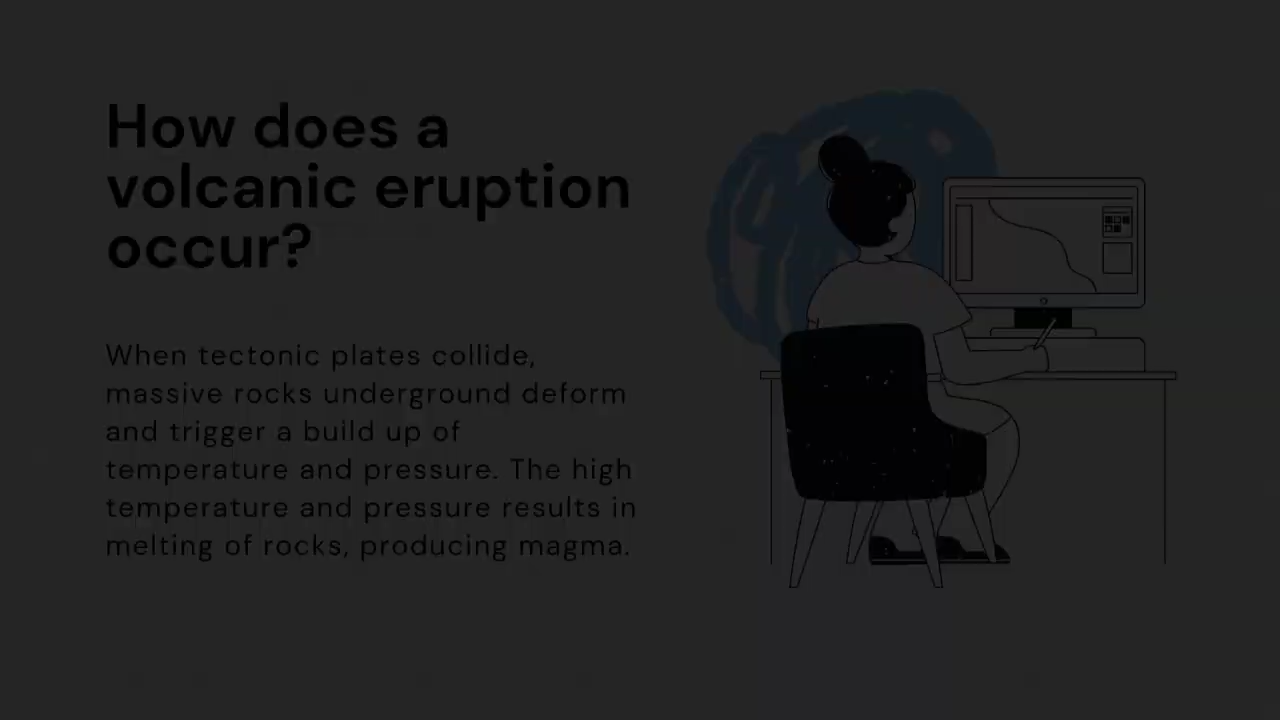 How does a
volcanic eruption
occur?
When tectonic plates collide,
massive rocks underground deform
and trigger a build up of
temperature and pressure. The high
temperature and pressure results in
melting of rocks, producing magma.